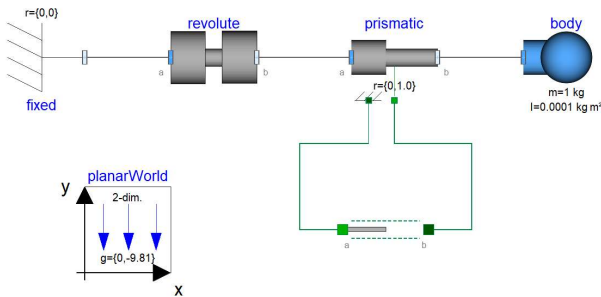 r={0,0}
revolute
prismatic
body
a
b
a
b
fixed
r={0,1.0}
m=1 kg
I=0.0001 kg m²
planarWorld
y
2-dim.
g={0,-9.81}
x
a
b